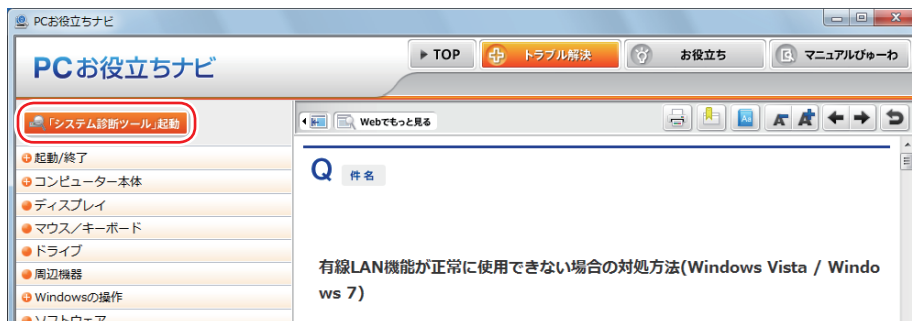 PCお役立ちナビ
PCお役立ちナビ
TOP
トラブル解決
お役立ち
マニュアルびゅーわ
「システム診断ツール」起動
Webでもっと見る
起動/終了
コンピューター本体
ディスプレイ
マウス／キーボード
ドライブ
周辺機器
Windowsの操作
ソフトウェア
Q 件名
有線LAN機能が正常に使用できない場合の対処方法(Windows Vista / Windo
ws 7)